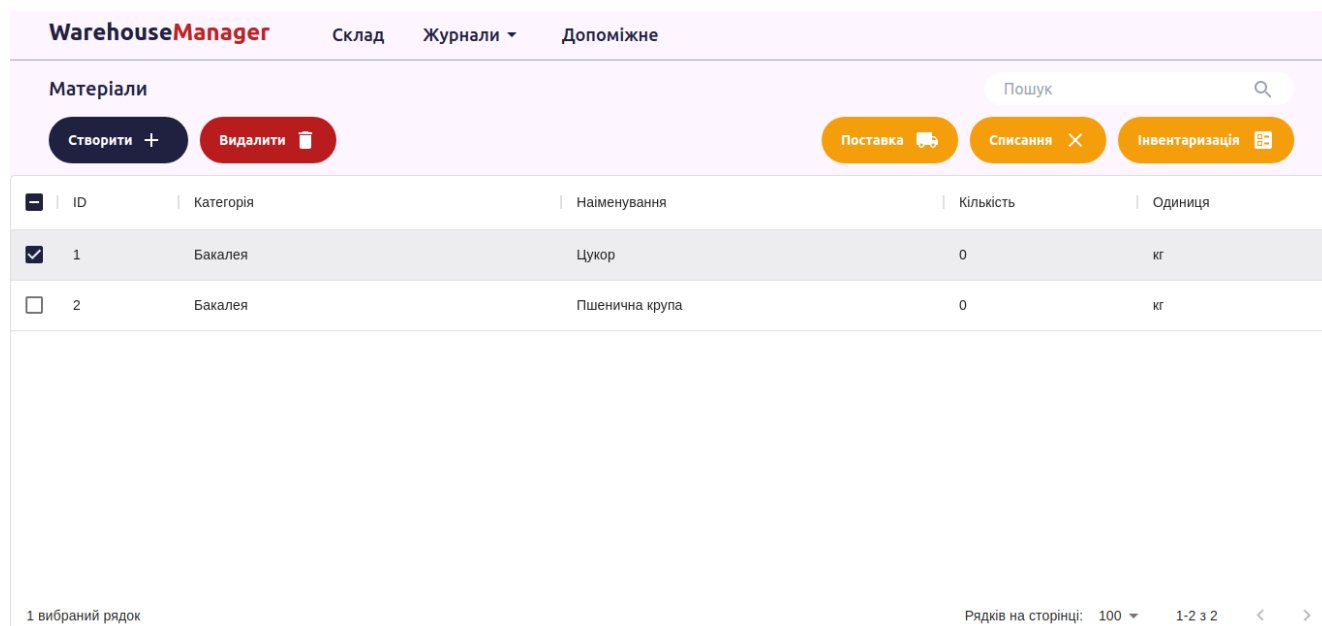 WarehouseManager Склад Журнали Допоміжне
Матеріали Пошук
Створити Видалити Поставка Списання Інвентаризація
ID Категорія Наіменування Кількість Одиниця
1 Бакалея Цукор 0 кг
2 Бакалея Пшенична крупа 0 кг
1 вибраний рядок Рядків на сторінці: 100 1-2 з 2